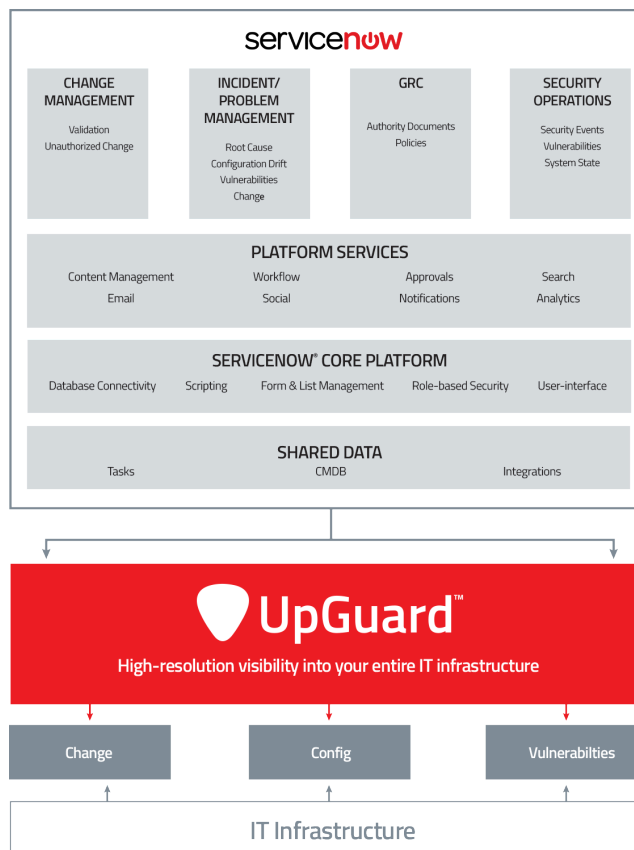 servicenow
CHANGE
MANAGEMENT
Validation
Unauthorized Change
INCIDENT/
PROBLEM
MANAGEMENT
Root Cause
Configuration Drift
Vulnerabilities
Change
GRC
Authority Documents
Policies
SECURITY
OPERATIONS
Security Events
Vulnerabilities
System State
PLATFORM SERVICES
Content Management Workflow Approvals Search
Email Social Notifications Analytics
SERVICENOW® CORE PLATFORM
Database Connectivity Scripting Form & List Management Role-based Security User-interface
SHARED DATA
Tasks CMDB Integrations
UpGuard™
High-resolution visibility into your entire IT infrastructure
Change Config Vulnerabilties
IT Infrastructure